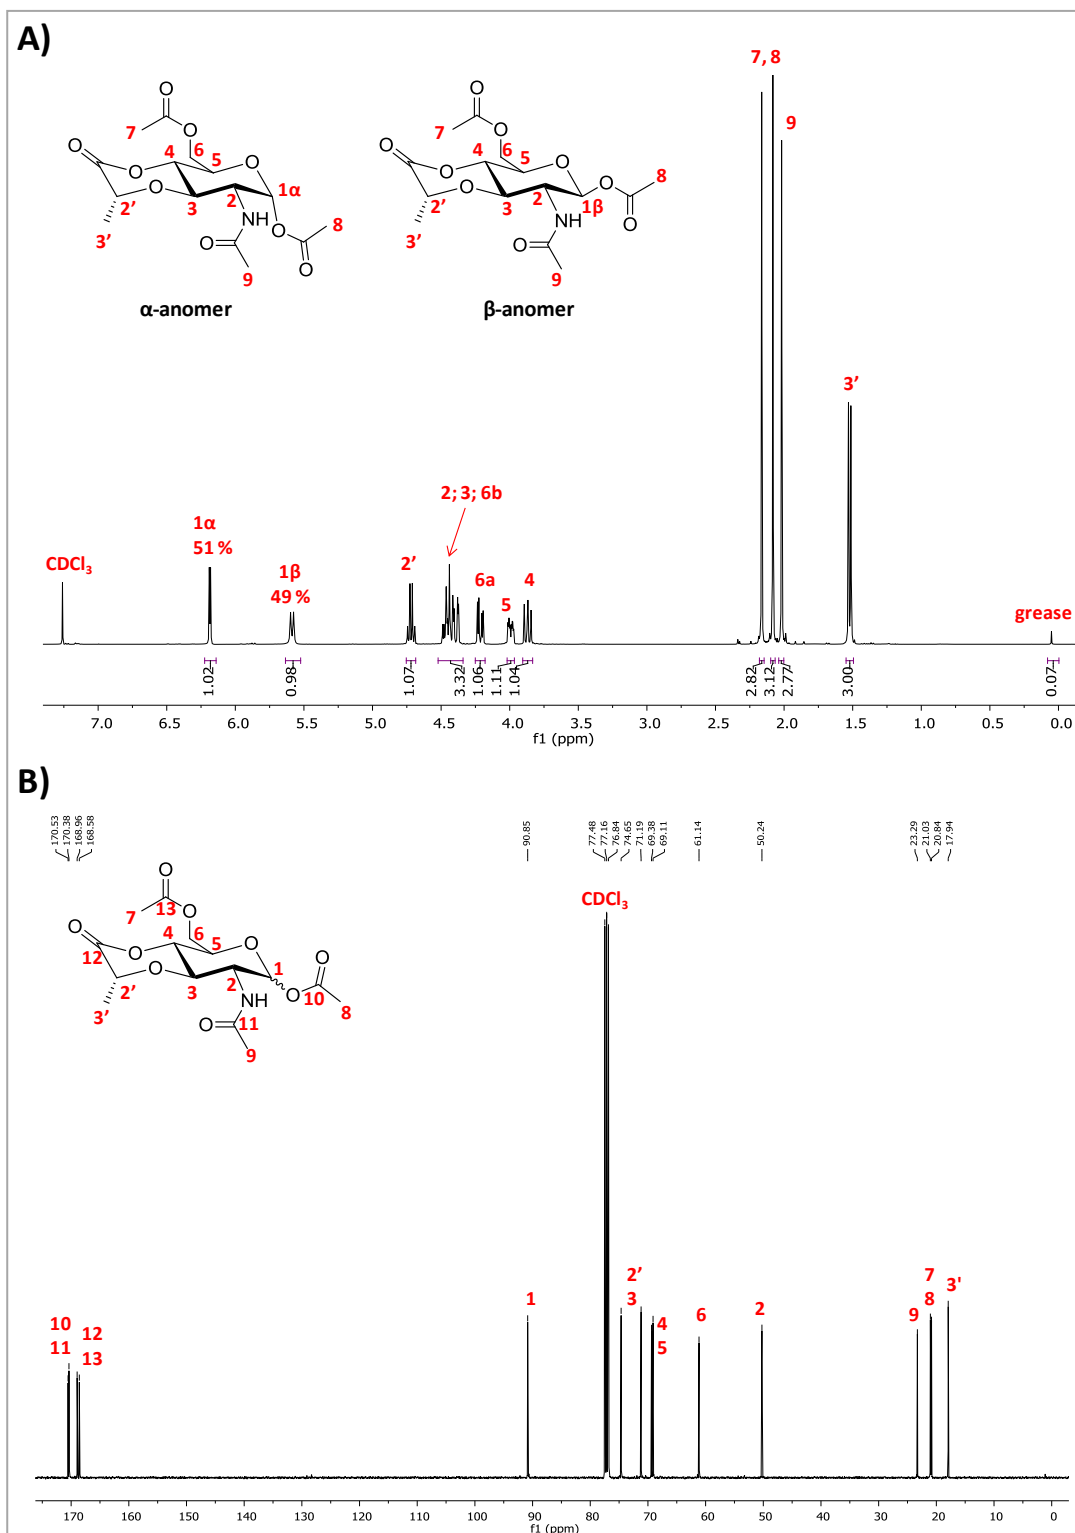 A)
7, 8
9
O
7
O
6
O
4
5
O
O
1α
2'
O
3
2
NH
O
8
3'
O
O
9
α-anomer
O
7
O
6
O
4
5
O
O
8
2'
O
3
2
NH
1β
O
O
3'
O
9
β-anomer
3'
2; 3; 6b
1α
51 %
CDCl3
1β
49 %
2'
6a
5
4
grease
1.02
0.98
1.07
3.32
1.06
1.11
1.04
2.82
3.12
2.77
3.00
0.07
7.0 6.5 6.0 5.5 5.0 4.5 4.0 3.5 3.0 2.5 2.0 1.5 1.0 0.5 0.0
f1 (ppm)
B)
170.53
170.38
168.96
168.58
90.85
77.48
77.16
76.84
74.65
71.19
69.38
69.11
61.14
50.24
23.29
21.03
20.84
17.94
O
7
13
O
6
O
4
5
O
O
12
O
1
O
2'
3
2
NH
O
10
8
3'
O
11
9
CDCl3
10
11
12
13
1
2'
3
4
5
6
2
9
7
8
3'
170 160 150 140 130 120 110 100 90 80 70 60 50 40 30 20 10 0
f1 (ppm)